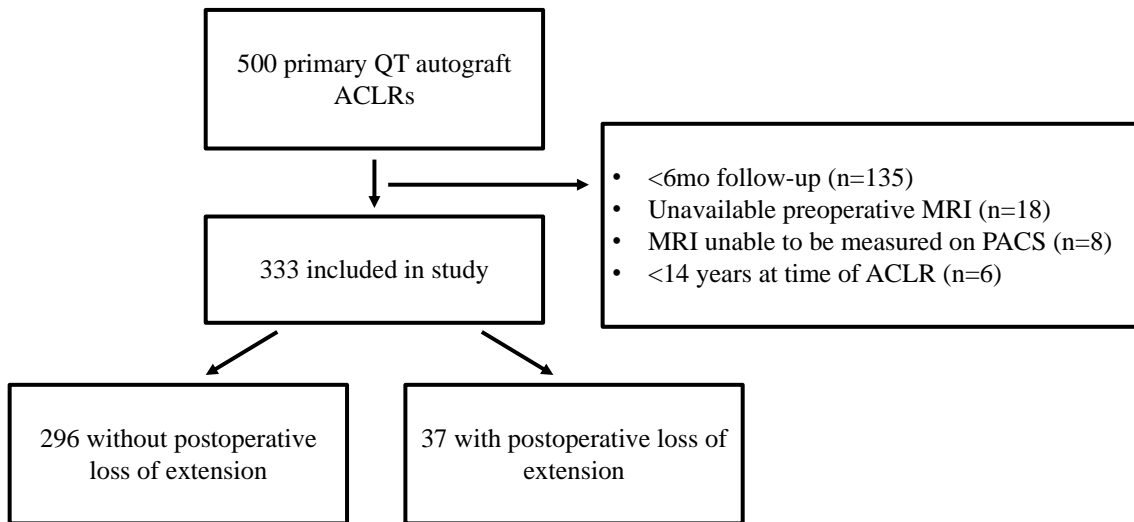 500 primary QT autograft
ACLRs
• <6mo follow-up (n=135)
• Unavailable preoperative MRI (n=18)
• MRI unable to be measured on PACS (n=8)
• <14 years at time of ACLR (n=6)
333 included in study
296 without postoperative
loss of extension
37 with postoperative loss of
extension